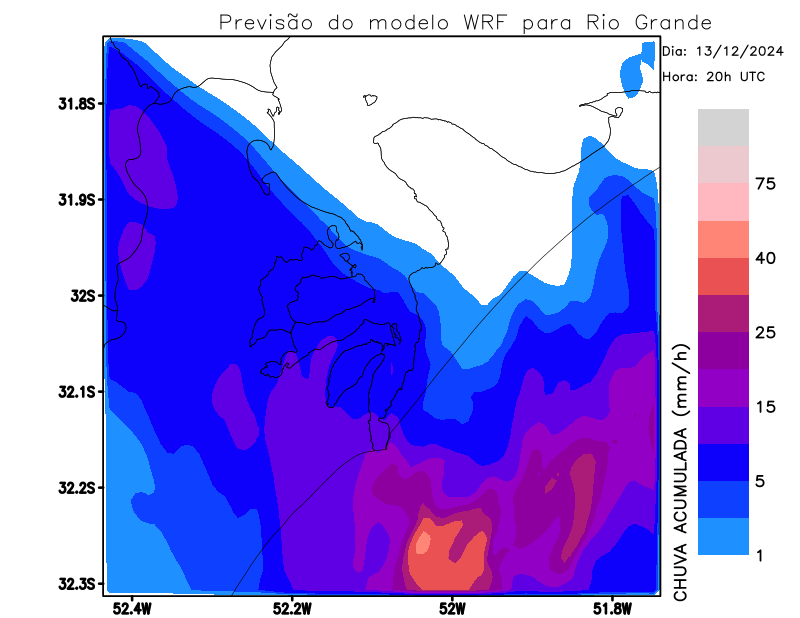 Previsão do modelo WRF para Rio Grande
Dia: 13/12/2024
Hora: 20h UTC
31.8S
31.9S
32S
32.1S
32.2S
32.3S
52.4W
52.2W
52W
51.8W
75
40
25
15
5
1
CHUVA ACUMULADA (mm/h)